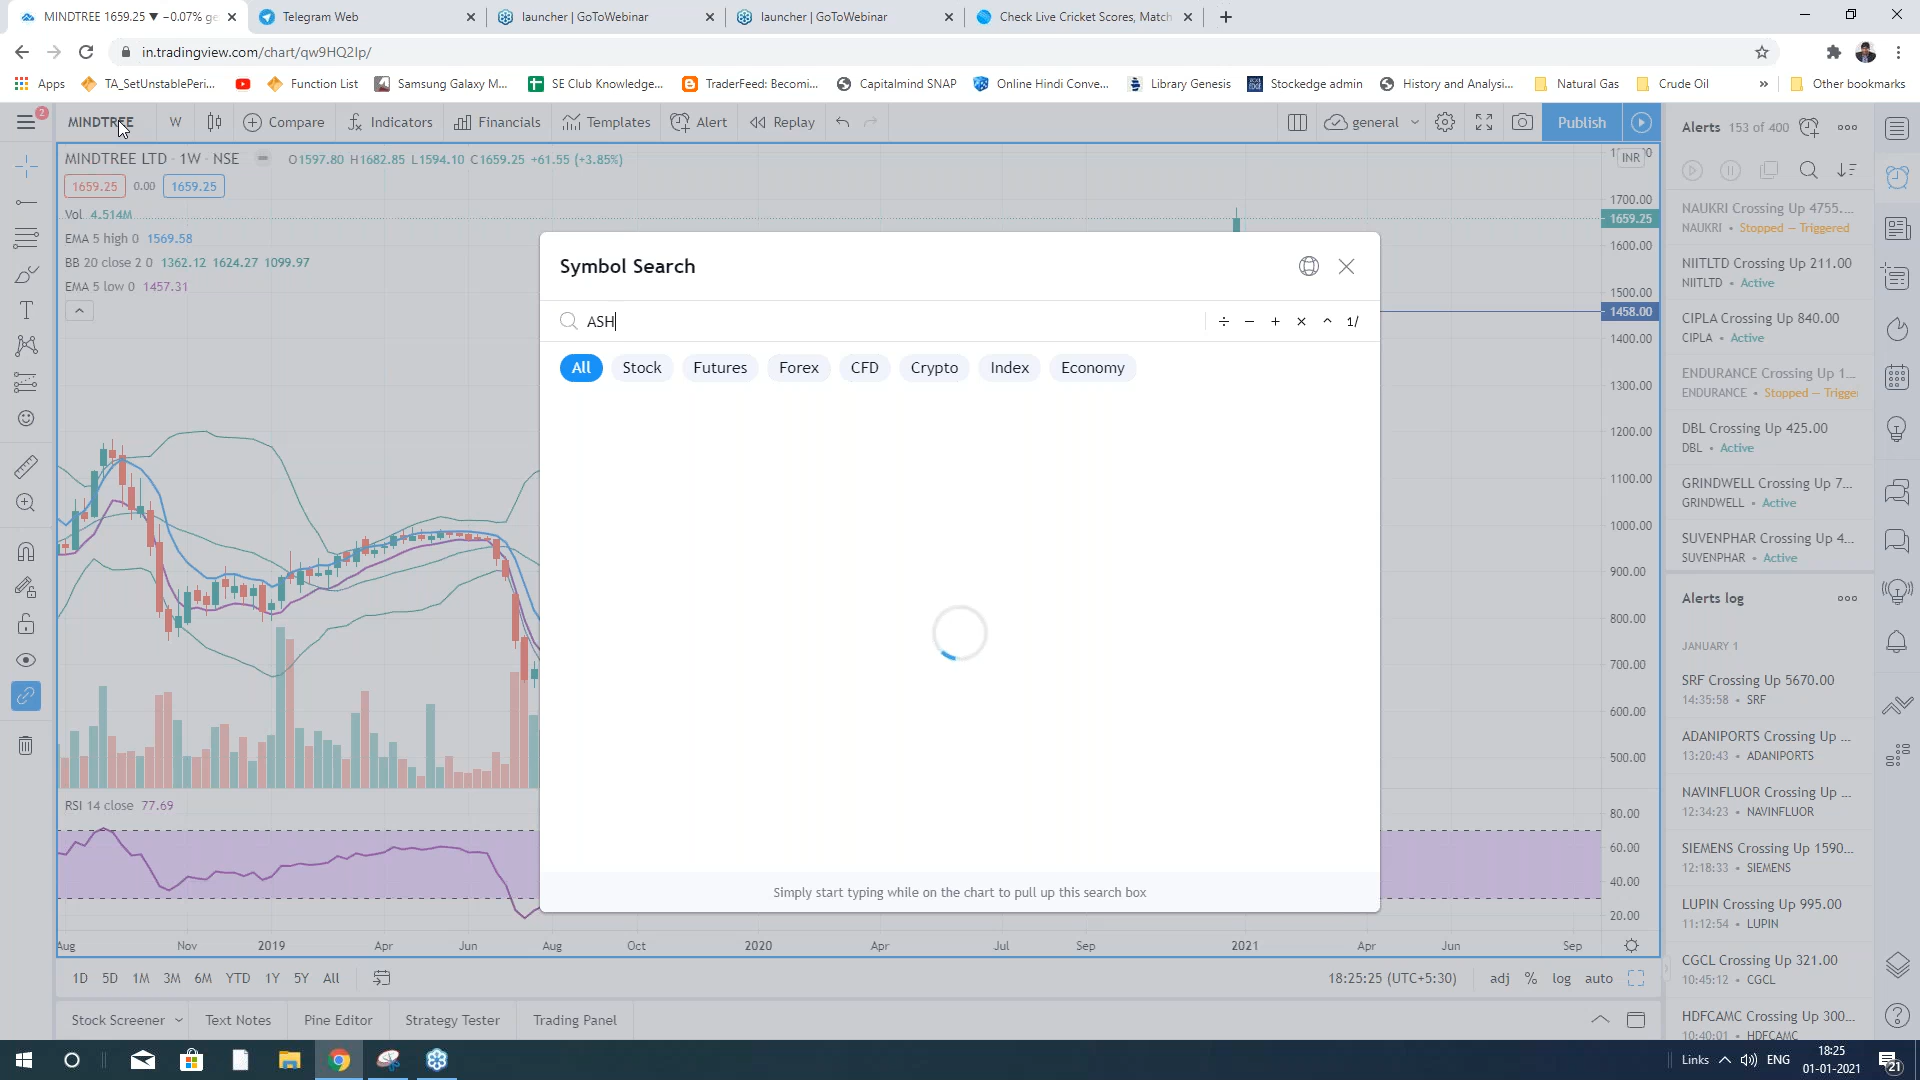 MINDTREE 1659.25 ▼ −0.07% ge
Telegram Web
launcher | GoToWebinar
launcher | GoToWebinar
Check Live Cricket Scores, Match
in.tradingview.com/chart/qw9HQ2Ip/
Apps
TA_SetUnstablePeri...
Function List
Samsung Galaxy M...
SE Club Knowledge...
TraderFeed: Becomi...
Capitalmind SNAP
Online Hindi Conve...
Library Genesis
Stockedge admin
History and Analysi...
Natural Gas
Crude Oil
»
Other bookmarks
2
MINDTREE
W
Compare
Indicators
Financials
Templates
Alert
Replay
general
Publish
MINDTREE LTD · 1W · NSE
O1597.80 H1682.85 L1594.10 C1659.25 +61.55 (+3.85%)
1659.25 0.00 1659.25
Vol 4.514M
EMA 5 high 0 1569.58
BB 20 close 2 0 1362.12 1624.27 1099.97
EMA 5 low 0 1457.31
RSI 14 close 77.69
Symbol Search
ASH
÷ − + × ^ 1/
All Stock Futures Forex CFD Crypto Index Economy
Simply start typing while on the chart to pull up this search box
INR
1700.00
1659.25
1600.00
1500.00
1458.00
1400.00
1300.00
1200.00
1100.00
1000.00
900.00
800.00
700.00
600.00
500.00
80.00
60.00
40.00
20.00
Aug Nov 2019 Apr Jun Aug Oct 2020 Apr Jul Sep 2021 Apr Jun Sep
1D 5D 1M 3M 6M YTD 1Y 5Y All
18:25:25 (UTC+5:30)
adj % log auto
Stock Screener Text Notes Pine Editor Strategy Tester Trading Panel
Alerts 153 of 400
NAUKRI Crossing Up 4755....
NAUKRI • Stopped — Triggered
NIITLTD Crossing Up 211.00
NIITLTD • Active
CIPLA Crossing Up 840.00
CIPLA • Active
ENDURANCE Crossing Up 1...
ENDURANCE • Stopped — Trigge
DBL Crossing Up 425.00
DBL • Active
GRINDWELL Crossing Up 7...
GRINDWELL • Active
SUVENPHAR Crossing Up 4...
SUVENPHAR • Active
Alerts log
JANUARY 1
SRF Crossing Up 5670.00
14:35:58 • SRF
ADANIPORTS Crossing Up ...
13:20:43 • ADANIPORTS
NAVINFLUOR Crossing Up ...
12:34:23 • NAVINFLUOR
SIEMENS Crossing Up 1590...
12:18:33 • SIEMENS
LUPIN Crossing Up 995.00
11:12:54 • LUPIN
CGCL Crossing Up 321.00
10:45:12 • CGCL
HDFCAMC Crossing Up 300...
10:40:01 • HDFCAMC
Links
ENG
18:25
01-01-2021
21